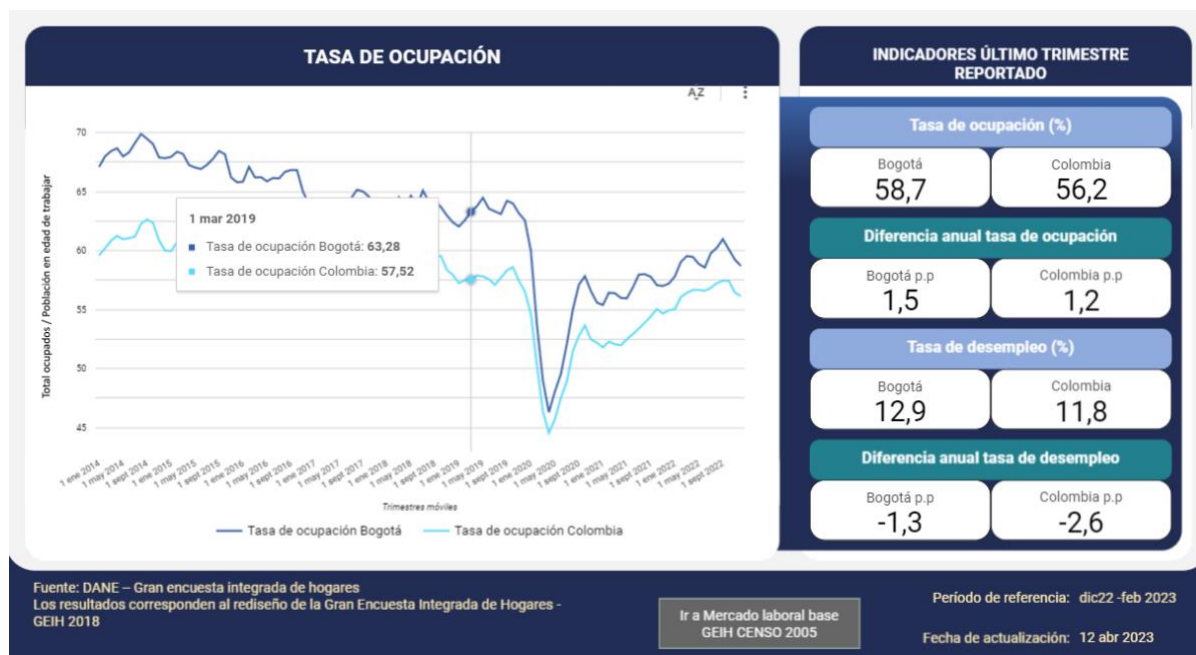 TASA DE OCUPACIÓN
AZ
Total ocupados / Población en edad de trabajar
70
65
60
55
50
45
1 mar 2019
Tasa de ocupación Bogotá: 63,28
Tasa de ocupación Colombia: 57,52
1 ene 2014
1 may 2014
1 sept 2014
1 ene 2015
1 may 2015
1 sept 2015
1 ene 2016
1 may 2016
1 sept 2016
1 ene 2017
1 may 2017
1 sept 2017
1 ene 2018
1 may 2018
1 sept 2018
1 ene 2019
1 may 2019
1 sept 2019
1 ene 2020
1 may 2020
1 sept 2020
1 ene 2021
1 may 2021
1 sept 2021
1 ene 2022
1 may 2022
1 sept 2022
Trimestres móviles
Tasa de ocupación Bogotá Tasa de ocupación Colombia
INDICADORES ÚLTIMO TRIMESTRE
REPORTADO
Tasa de ocupación (%)
Bogotá Colombia
58,7 56,2
Diferencia anual tasa de ocupación
Bogotá p.p Colombia p.p
1,5 1,2
Tasa de desempleo (%)
Bogotá Colombia
12,9 11,8
Diferencia anual tasa de desempleo
Bogotá p.p Colombia p.p
-1,3 -2,6
Fuente: DANE – Gran encuesta integrada de hogares
Los resultados corresponden al rediseño de la Gran Encuesta Integrada de Hogares -
GEIH 2018
Ir a Mercado laboral base
GEIH CENSO 2005
Período de referencia: dic22 -feb 2023
Fecha de actualización: 12 abr 2023